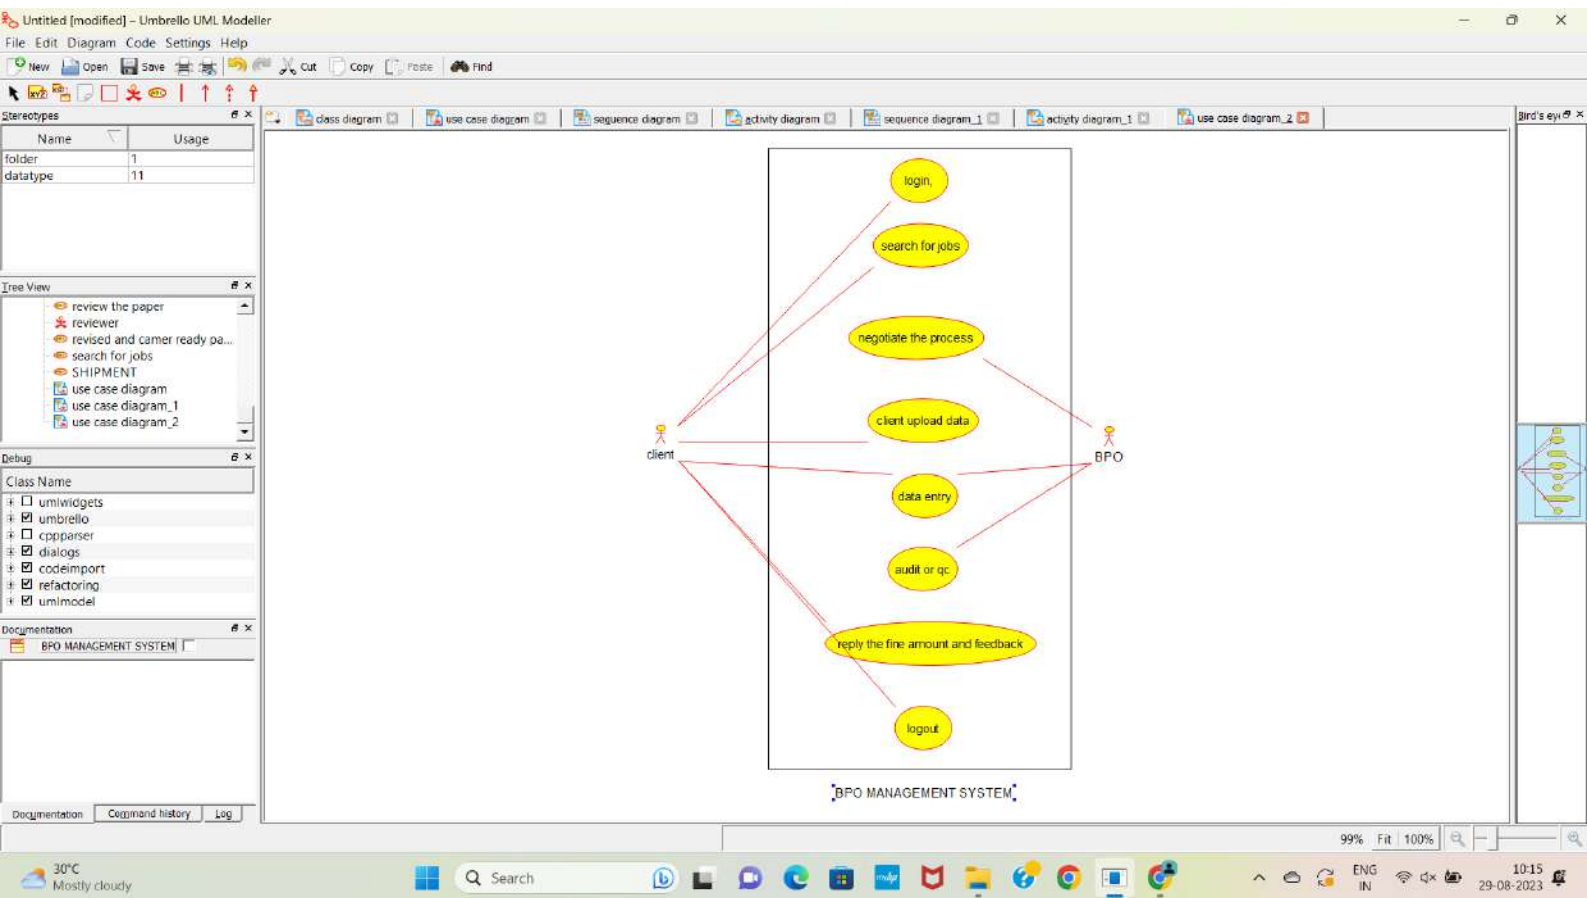 Untitled [modified] – Umbrello UML Modeller
File Edit Diagram Code Settings Help
New Open Save Cut Copy Paste Find
Stereotypes
Name Usage
folder 1
datatype 11
class diagram use case diagram sequence diagram activity diagram sequence diagram_1 activity diagram_1 use case diagram_2
Bird's ey
login,
search for jobs
negotiate the process
client upload data
client
BPO
data entry
audit or qc
reply the fine amount and feedback
logout
BPO MANAGEMENT SYSTEM
Tree View
review the paper
reviewer
revised and camer ready pa...
search for jobs
SHIPMENT
use case diagram
use case diagram_1
use case diagram_2
Debug
Class Name
umlwidgets
umbrello
cppparser
dialogs
codeimport
refactoring
umlmodel
Documentation
BPO MANAGEMENT SYSTEM
Documentation Command history Log
99% Fit 100%
30°C
Mostly cloudy
Search
ENG
IN
10:15
29-08-2023